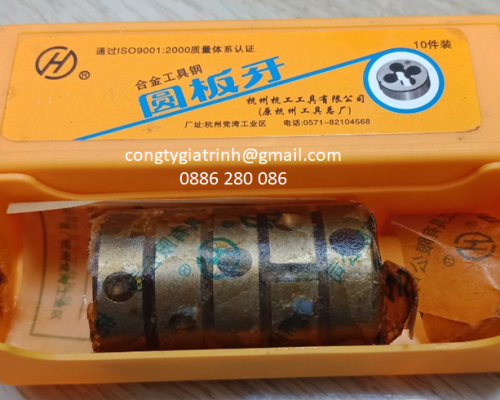 通过ISO9001:2000质量体系认证
10件装
合金工具钢
圆板牙
杭州杭工工具有限公司
(原杭州工具总厂)
厂址:杭州党湾工业区 电话:0571-82104568
congtygiatrinh@gmail.com
0886 280 086